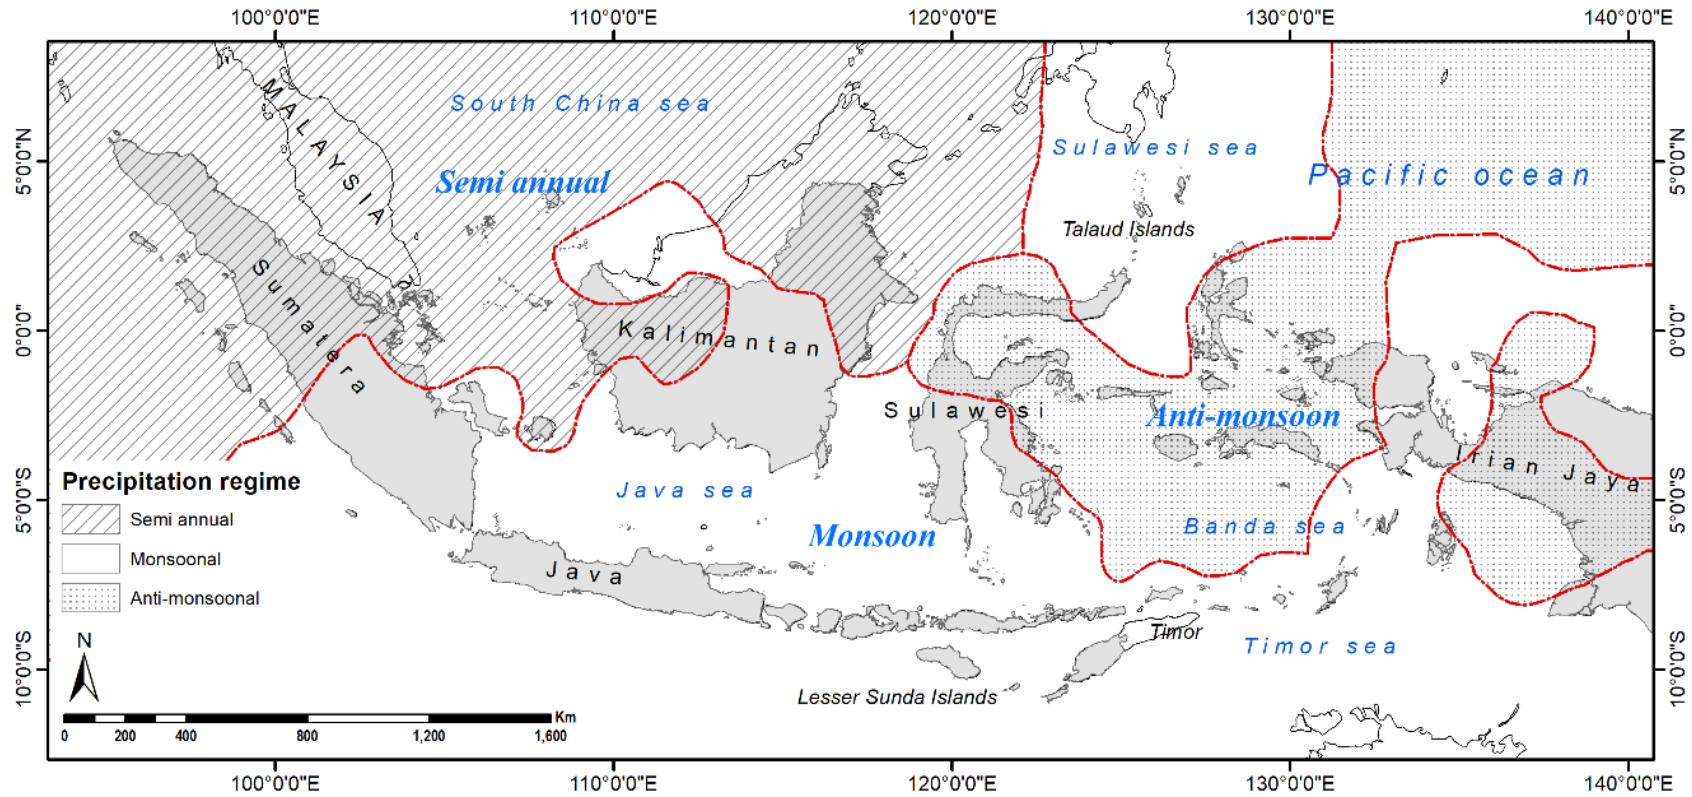 100°0'0"E 110°0'0"E 120°0'0"E 130°0'0"E 140°0'0"E
5°0'0"N
0°0'0"
5°0'0"S
10°0'0"S
MALAYSIA
South China sea
Semi annual
Sulawesi sea
Pacific ocean
Talaud Islands
Sumatera
Kalimantan
Sulawesi
Anti-monsoon
Irian Jaya
Java sea
Monsoon
Banda sea
Java
Timor
Timor sea
Lesser Sunda Islands
Precipitation regime
Semi annual
Monsoonal
Anti-monsoonal
N
Km
0 200 400 800 1,200 1,600
5°0'0"N
0°0'0"
5°0'0"S
10°0'0"S
100°0'0"E 110°0'0"E 120°0'0"E 130°0'0"E 140°0'0"E